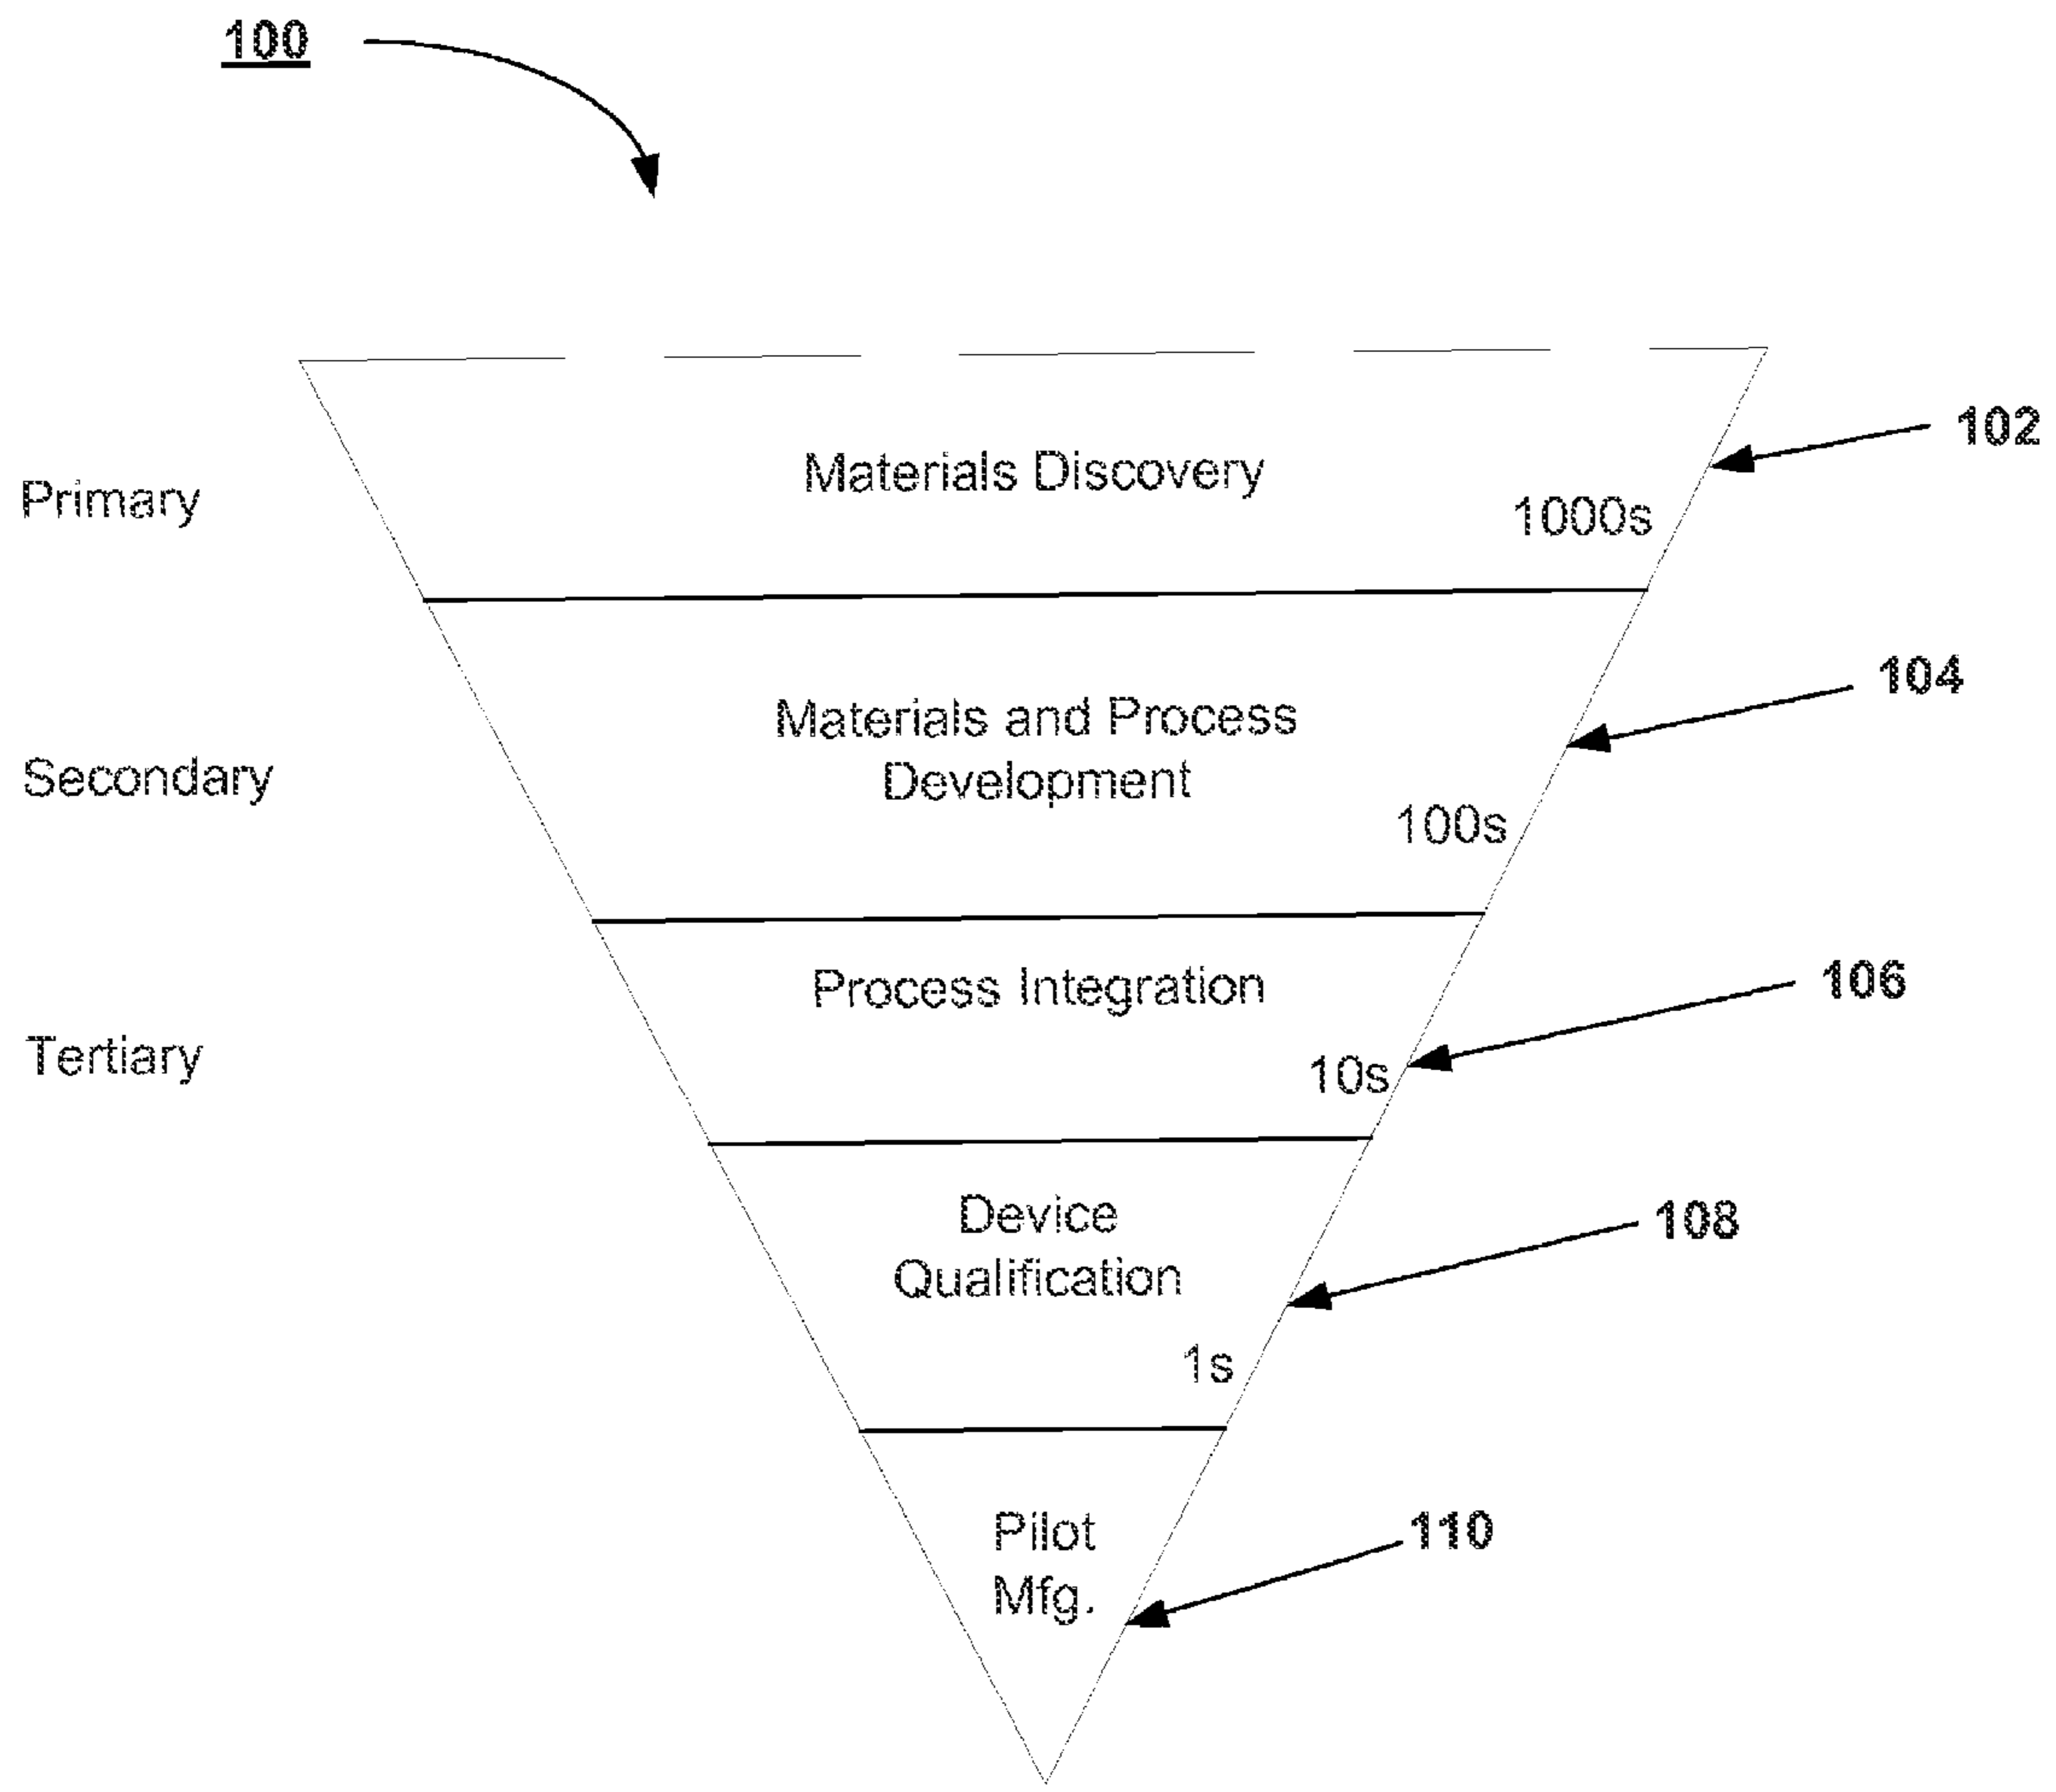 100
102
Materials Discovery
Primary
1000s
104
Materials and Process
Secondary
Development
100s
106
Process Integration
Tertiary
10s
108
Device
Qualification
1s
110
Pilot
Mfg.